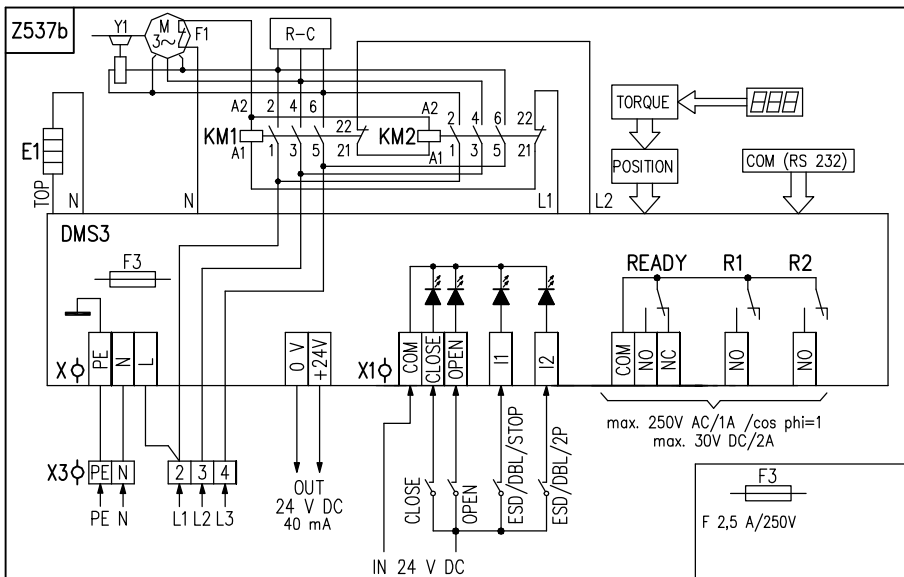 Z537b
Y1
M
3~
F1
R-C
A2
2
4
6
22
A2
2
4
6
22
KM1
KM2
A1
1
3
5
21
A1
1
3
5
21
TORQUE
POSITION
COM (RS 232)
E1
TOP
N
N
L1
L2
DMS3
F3
READY
R1
R2
X
PE
N
L
0 V
+24V
X1
COM
CLOSE
OPEN
I1
I2
COM
NO
NC
NO
NO
max. 250V AC/1A /cos phi=1
max. 30V DC/2A
X3
PE
N
2
3
4
PE N
L1 L2 L3
OUT
24 V DC
40 mA
CLOSE
OPEN
ESD/DBL/STOP
ESD/DBL/2P
IN 24 V DC
F3
F 2,5 A/250V